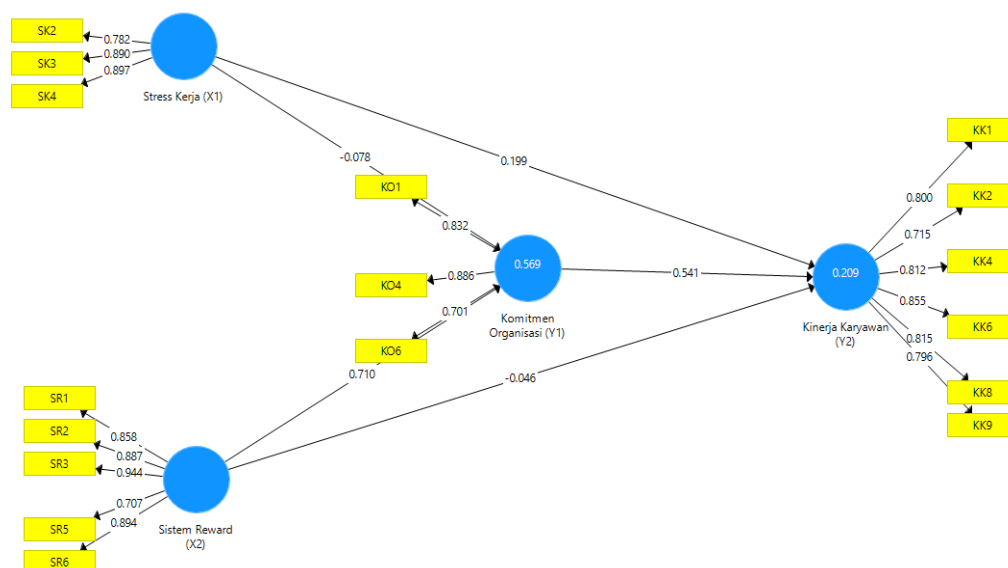 SK2
0.782
SK3
0.890
SK4
0.897
Stress Kerja (X1)
-0.078
0.199
KO1
0.832
KO4
0.886
0.569
Komitmen
Organisasi (Y1)
0.541
KO6
0.701
0.710
-0.046
KK1
0.800
KK2
0.715
KK4
0.812
0.209
Kinerja Karyawan
(Y2)
0.855
KK6
0.815
0.796
KK8
KK9
SR1
0.858
SR2
0.887
SR3
0.944
0.707
SR5
0.894
SR6
Sistem Reward
(X2)